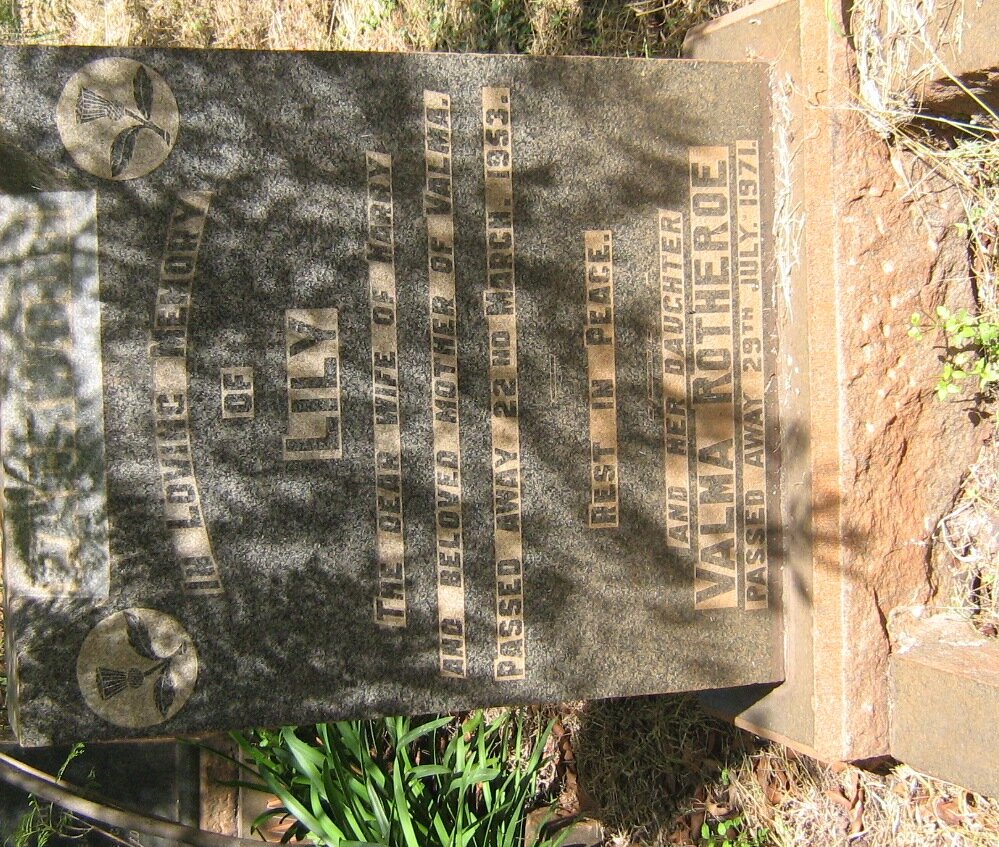 IN LOVING MEMORY
OF
LILY
THE DEAR WIFE OF HARRY
AND BELOVED MOTHER OF VALMA.
PASSED AWAY 22ND MARCH. 1953.
REST IN PEACE.
AND HER DAUGHTER
VALMA ROTHEROE
PASSED AWAY 29TH JULY. 1971.